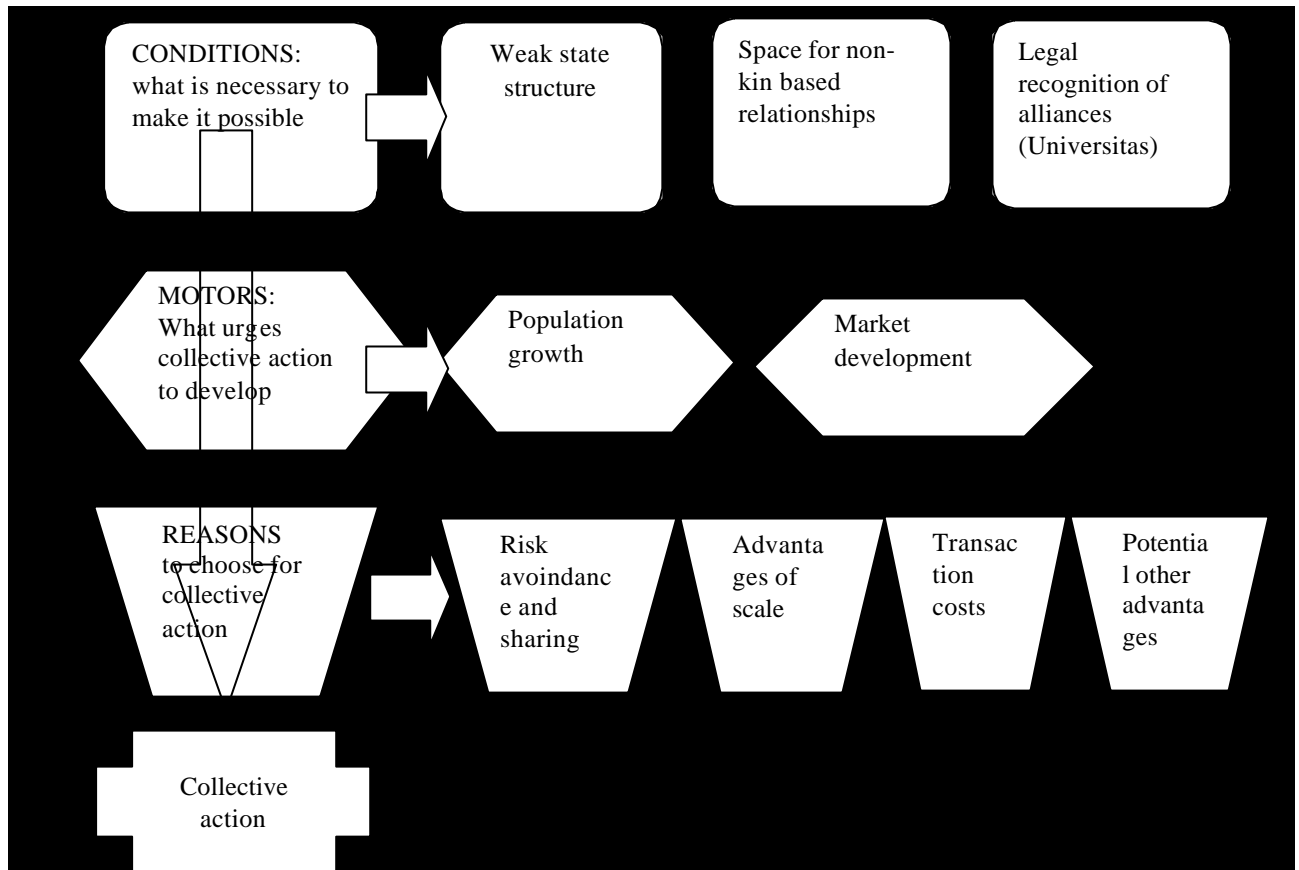 CONDITIONS:
what is necessary to
make it possible
Weak state
structure
Space for non-
kin based
relationships
Legal
recognition of
alliances
(Universitas)
MOTORS:
What urges
collective action
to develop
Population
growth
Market
development
REASONS
to choose for
collective
action
Risk
avoindanc
e and
sharing
Advanta
ges of
scale
Transac
tion
costs
Potentia
l other
advanta
ges
Collective
action